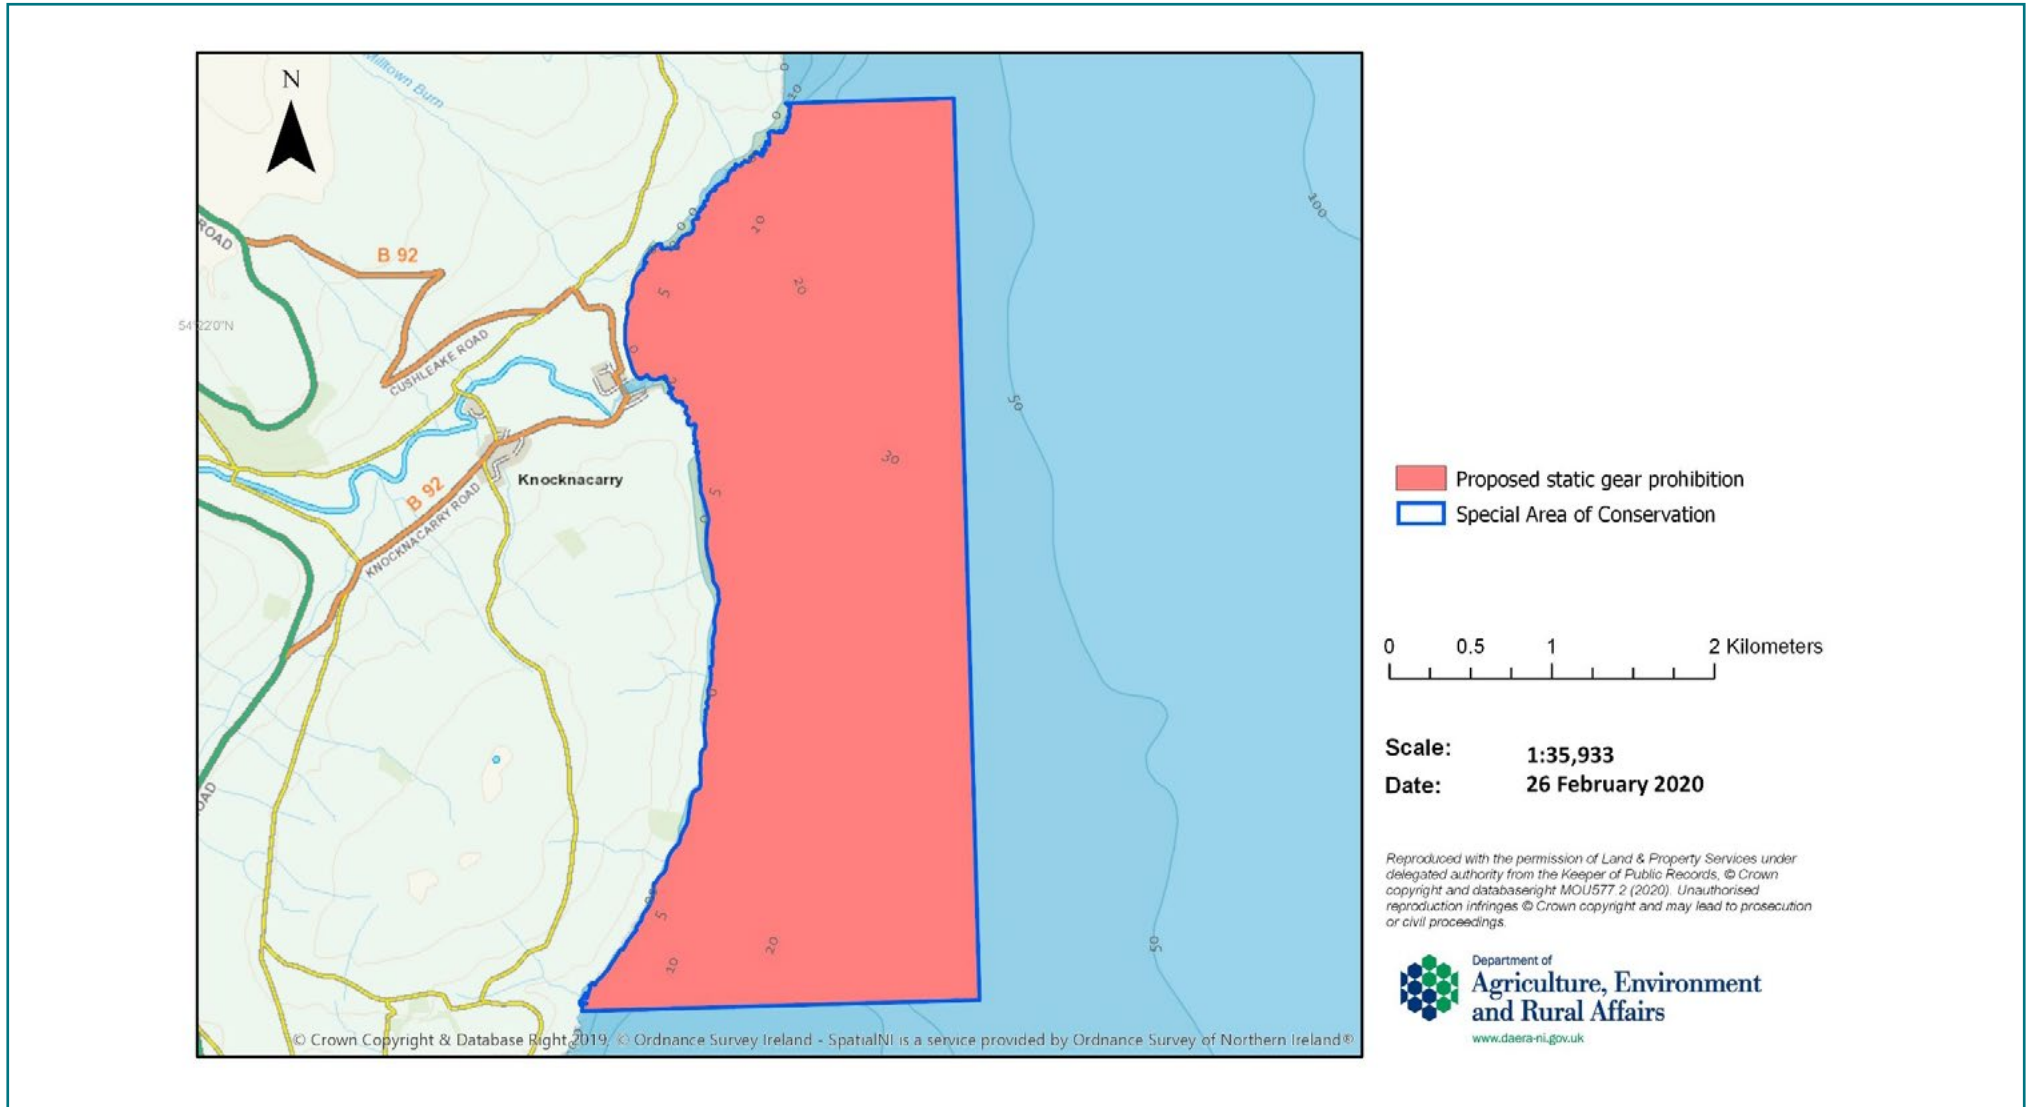 Milltown Burn
N
0
10
0
ROAD
B 92
0
0
10
100
20
5
54°22'0"N
CUSHLEAKE ROAD
0
50
30
Knocknacarry
B 92
KNOCKNACARRY ROAD
5
0
0
5
10
20
50
© Crown Copyright & Database Right 2019, © Ordnance Survey Ireland - SpatialNI is a service provided by Ordnance Survey of Northern Ireland®
Proposed static gear prohibition
Special Area of Conservation
0 0.5 1 2 Kilometers
Scale: 1:35,933
Date: 26 February 2020
Reproduced with the permission of Land & Property Services under
delegated authority from the Keeper of Public Records, © Crown
copyright and databaseright MOU577.2 (2020). Unauthorised
reproduction infringes © Crown copyright and may lead to prosecution
or civil proceedings.
Department of
Agriculture, Environment
and Rural Affairs
www.daera-ni.gov.uk